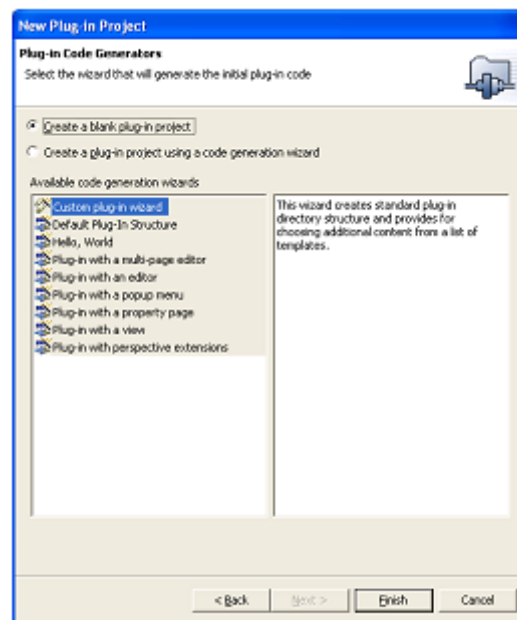 New Plug-in Project
Plug-in Code Generators
Select the wizard that will generate the initial plug-in code
Create a blank plug-in project
Create a plug-in project using a code generation wizard
Available code generation wizards
Custom plug-in wizard
Default Plug-In Structure
Hello, World
Plug-in with a multi-page editor
Plug-in with an editor
Plug-in with a popup menu
Plug-in with a property page
Plug-in with a view
Plug-in with perspective extensions
This wizard creates standard plug-in
directory structure and provides for
choosing additional content from a list of
templates.
< Back
Next >
Finish
Cancel